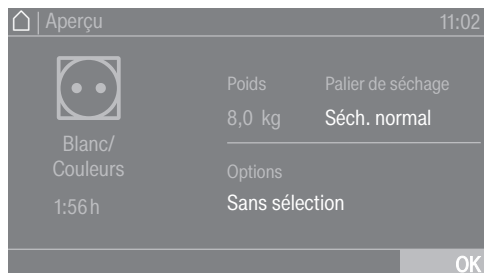 Aperçu
11:02
Blanc/
Couleurs
1:56 h
Poids
Palier de séchage
8,0 kg
Séch. normal
Options
Sans sélection
OK